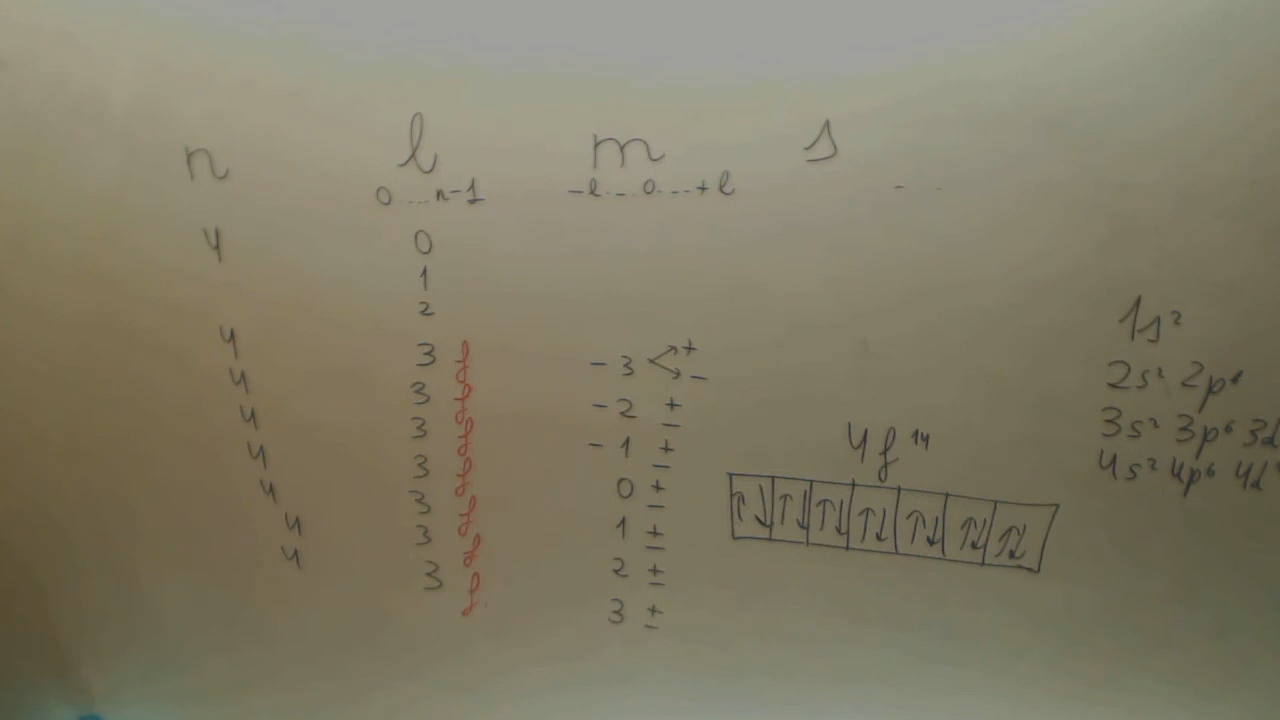 n l m s
0....n-1 -l...0...+l
4 0
1
2
4 3 f -3 + -
4 3 f -2 ±
4 3 f -1 ±
4 3 f 0 ±
4 3 f 1 ±
4 3 f 2 ±
4 3 f 3 ±
4f¹⁴
↑↓ ↑↓ ↑↓ ↑↓ ↑↓ ↑↓ ↑↓
1s²
2s² 2p⁶
3s² 3p⁶ 3d
4s² 4p⁶ 4d